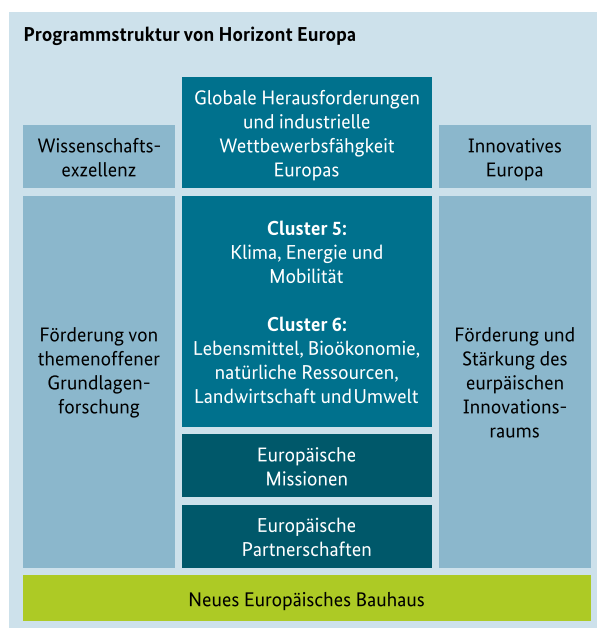 Programmstruktur von Horizont Europa
Wissenschafts-
exzellenz
Globale Herausforderungen
und industrielle
Wettbewerbsfähgkeit
Europas
Innovatives
Europa
Förderung von
themenoffener
Grundlagen-
forschung
Cluster 5:
Klima, Energie und
Mobilität
Cluster 6:
Lebensmittel, Bioökonomie,
natürliche Ressourcen,
Landwirtschaft und Umwelt
Europäische
Missionen
Europäische
Partnerschaften
Förderung und
Stärkung des
eurpäischen
Innovations-
raums
Neues Europäisches Bauhaus